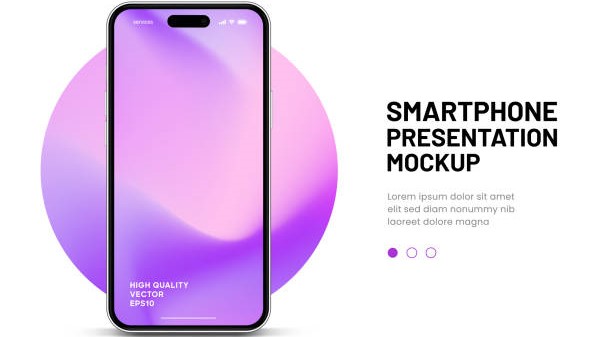 services
HIGH QUALITY
VECTOR
EPS10
SMARTPHONE
PRESENTATION
MOCKUP
Lorem ipsum dolor sit amet
elit sed diam nonummy nib
laoreet dolore magna